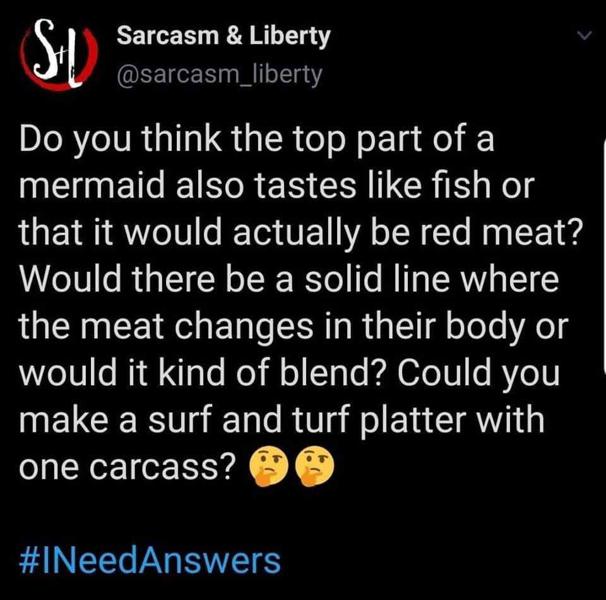 S+L
Sarcasm & Liberty
@sarcasm_liberty
Do you think the top part of a
mermaid also tastes like fish or
that it would actually be red meat?
Would there be a solid line where
the meat changes in their body or
would it kind of blend? Could you
make a surf and turf platter with
one carcass? 🤔🤔
#INeedAnswers